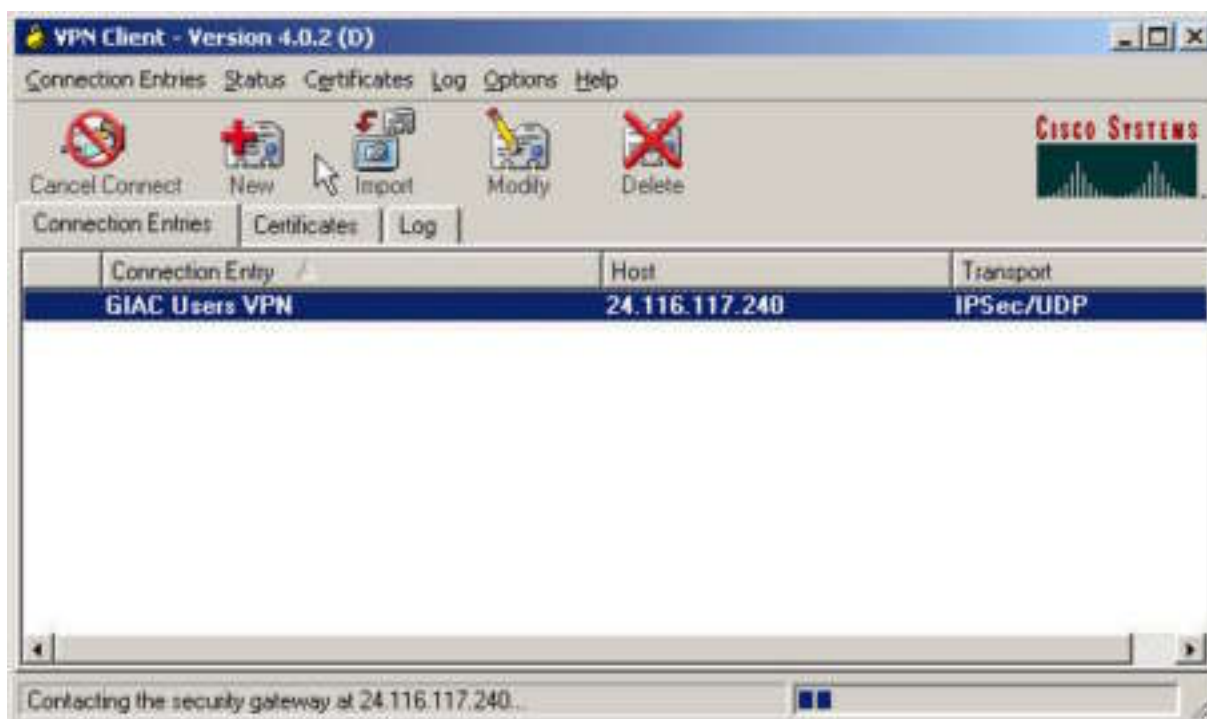 VPN Client - Version 4.0.2 (D)
Connection Entries Status Certificates Log Options Help
Cancel Connect New Import Modify Delete
CISCO SYSTEMS
Connection Entries Certificates Log
Connection Entry Host Transport
GIAC Users VPN 24.116.117.240 IPSec/UDP
Contacting the security gateway at 24.116.117.240...